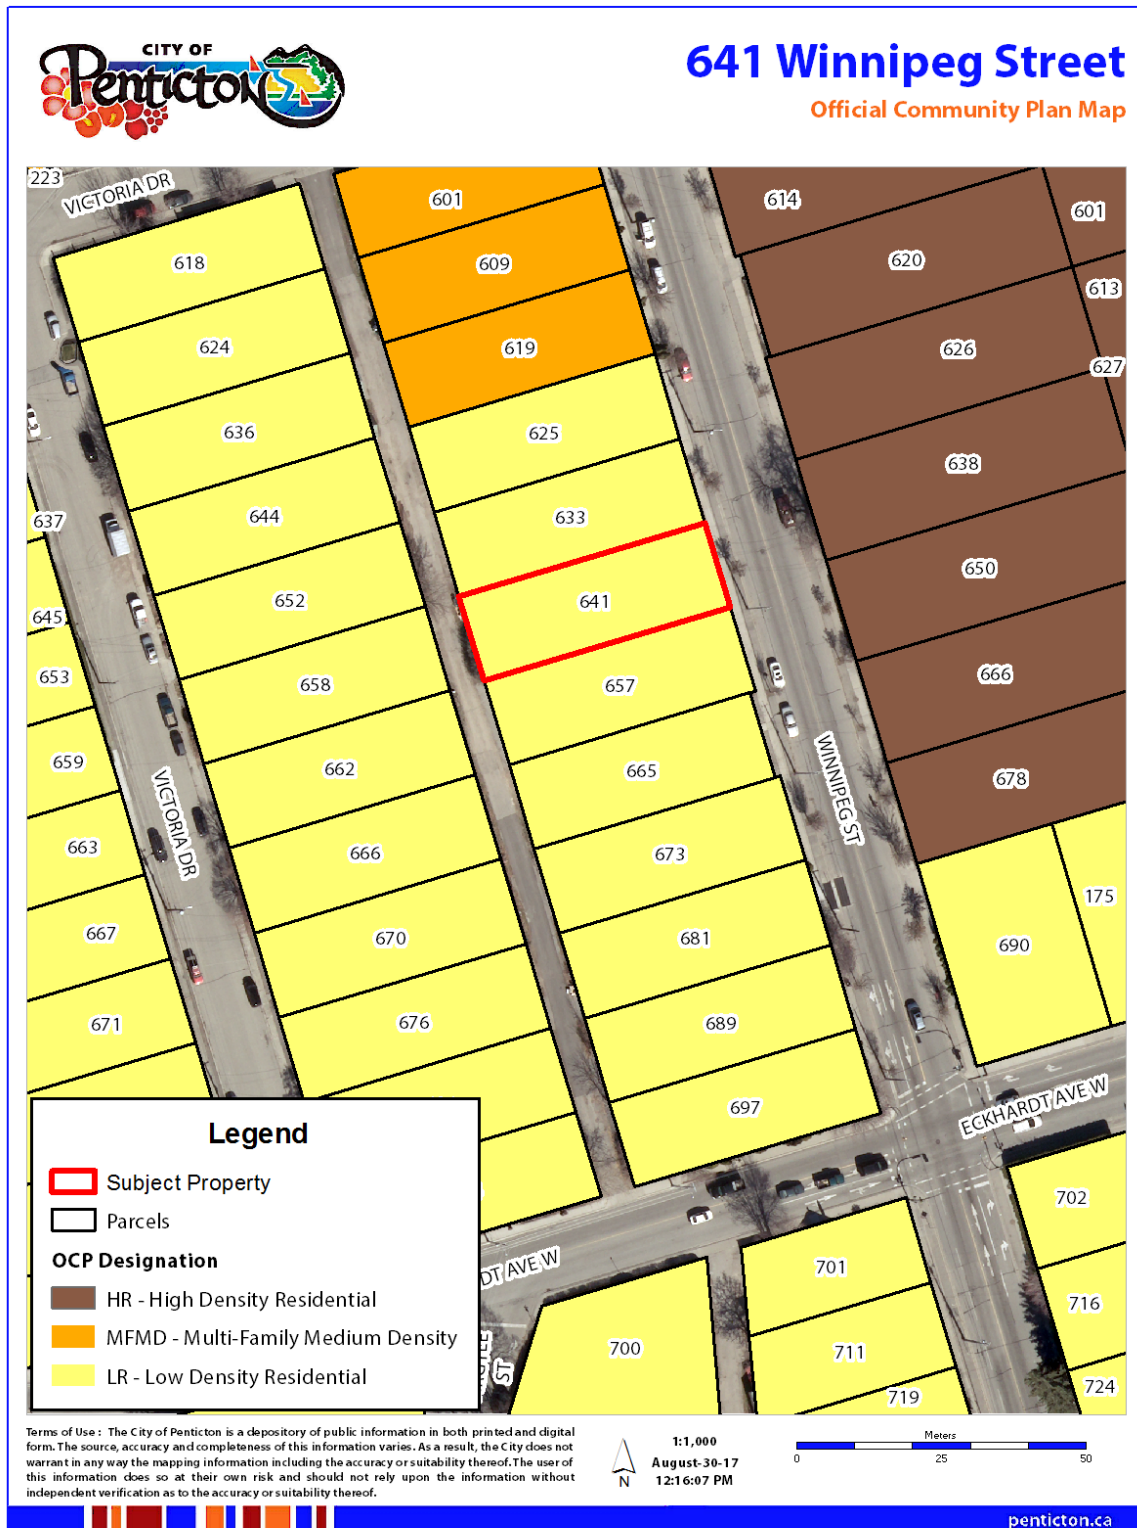 CITY OF
Penticton
641 Winnipeg Street
Official Community Plan Map
223
VICTORIA DR
601
614
601
618
609
620
613
624
619
626
627
636
625
638
637
644
633
650
645
652
641
666
653
658
657
678
659
662
665
WINNIPEG ST
VICTORIA DR
663
666
673
175
667
670
681
690
671
676
689
697
ECKHARDT AVE W
702
DT AVE W
701
716
700
711
ST
719
724
Legend
Subject Property
Parcels
OCP Designation
HR - High Density Residential
MFMD - Multi-Family Medium Density
LR - Low Density Residential
Terms of Use : The City of Penticton is a depository of public information in both printed and digital
form. The source, accuracy and completeness of this information varies. As a result, the City does not
warrant in any way the mapping information including the accuracy or suitability thereof. The user of
this information does so at their own risk and should not rely upon the information without
independent verification as to the accuracy or suitability thereof.
N
1:1,000
August-30-17
12:16:07 PM
Meters
0 25 50
penticton.ca